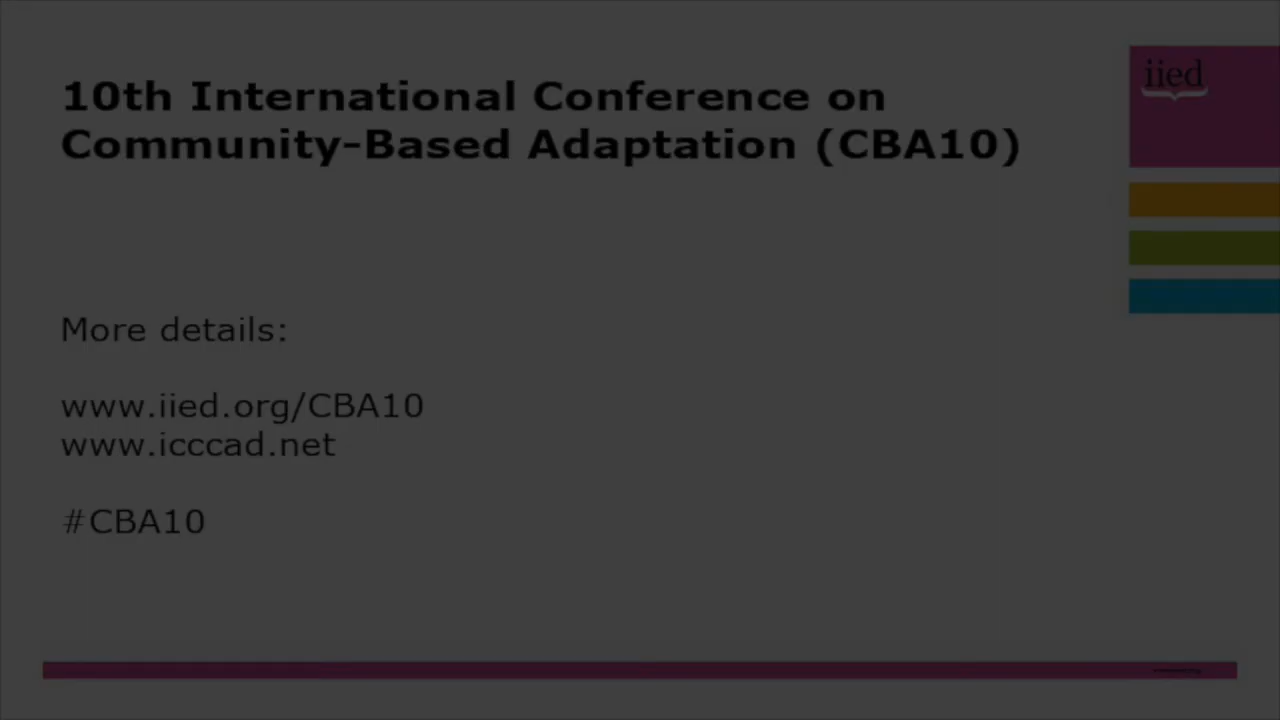 10th International Conference on
Community-Based Adaptation (CBA10)
iied
More details:
www.iied.org/CBA10
www.icccad.net
#CBA10